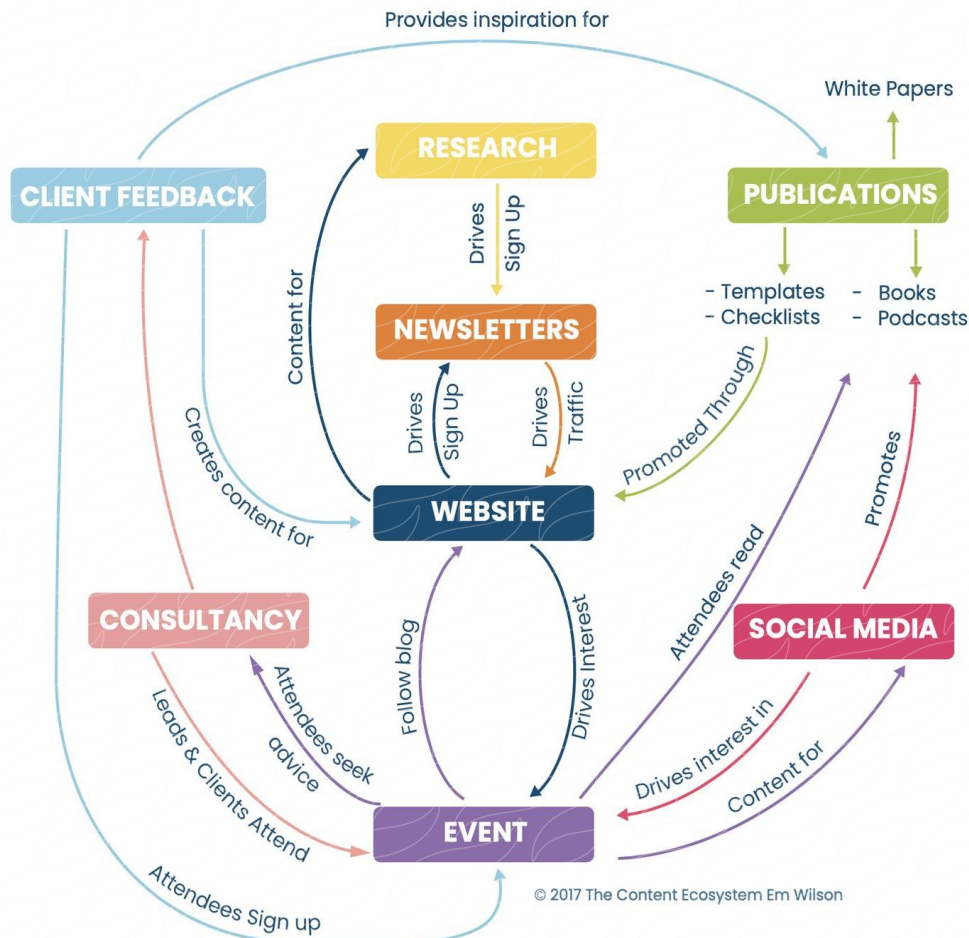 Provides inspiration for
White Papers
RESEARCH
CLIENT FEEDBACK
PUBLICATIONS
Drives
Sign Up
Content for
- Templates
- Checklists
- Books
- Podcasts
NEWSLETTERS
Drives
Sign Up
Drives
Traffic
Promoted Through
Creates content for
WEBSITE
Promotes
Attendees read
CONSULTANCY
SOCIAL MEDIA
Follow blog
Drives Interest
Attendees seek
advice
Leads & Clients Attend
Drives interest in
Content for
EVENT
Attendees Sign up
© 2017 The Content Ecosystem Em Wilson